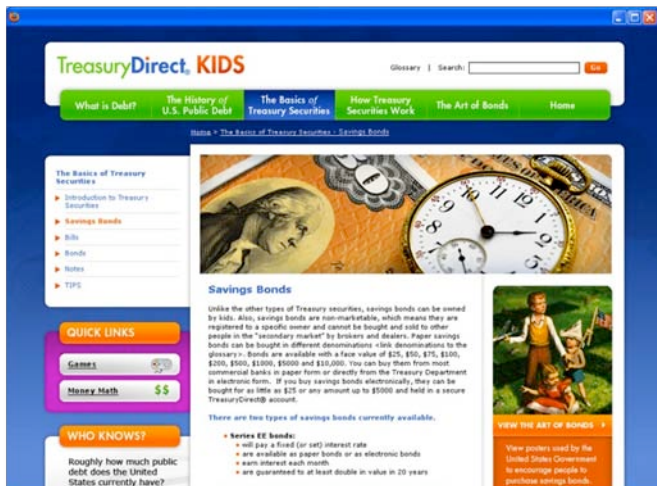 TreasuryDirect® KIDS
Glossary | Search: Go
What is Debt?
The History of
U.S. Public Debt
The Basics of
Treasury Securities
How Treasury
Securities Work
The Art of Bonds
Home
Home > The Basics of Treasury Securities > Savings Bonds
The Basics of Treasury
Securities
Introduction to Treasury
Securities
Savings Bonds
Bills
Bonds
Notes
TIPS
QUICK LINKS
Games
Money Math $$
WHO KNOWS?
Roughly how much public
debt does the United
States currently have?
Savings Bonds
Unlike the other types of Treasury securities, savings bonds can be owned
by kids. Also, savings bonds are non-marketable, which means they are
registered to a specific owner and cannot be bought and sold to other
people in the "secondary market" by brokers and dealers. Paper savings
bonds can be bought in different denominations <link denominations to the
glossary>. Bonds are available with a face value of $25, $50, $75, $100,
$200, $500, $1000, $5000 and $10,000. You can buy them from most
commercial banks in paper form or directly from the Treasury Department
in electronic form. If you buy savings bonds electronically, they can be
bought for as little as $25 or any amount up to $5000 and held in a secure
TreasuryDirect® account.
There are two types of savings bonds currently available.
Series EE bonds:
will pay a fixed (or set) interest rate
are available as paper bonds or as electronic bonds
earn interest each month
are guaranteed to at least double in value in 20 years
VIEW THE ART OF BONDS
View posters used by the
United States Government
to encourage people to
purchase savings bonds.